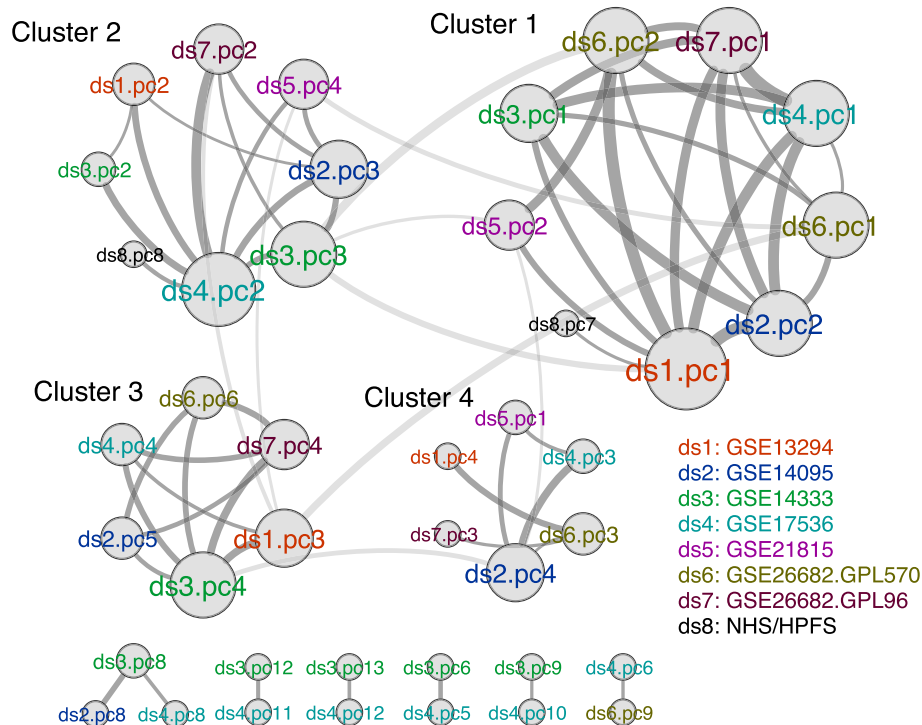 Cluster 2
ds7.pc2
ds1.pc2
ds5.pc4
ds3.pc2
ds2.pc3
ds8.pc8
ds3.pc3
ds4.pc2
Cluster 1
ds6.pc2
ds7.pc1
ds3.pc1
ds4.pc1
ds5.pc2
ds6.pc1
ds8.pc7
ds2.pc2
ds1.pc1
Cluster 3
ds6.pc6
ds4.pc4
ds7.pc4
ds2.pc5
ds1.pc3
ds3.pc4
Cluster 4
ds5.pc1
ds1.pc4
ds4.pc3
ds7.pc3
ds6.pc3
ds2.pc4
ds1: GSE13294
ds2: GSE14095
ds3: GSE14333
ds4: GSE17536
ds5: GSE21815
ds6: GSE26682.GPL570
ds7: GSE26682.GPL96
ds8: NHS/HPFS
ds3.pc8
ds2.pc8
ds4.pc8
ds3.pc12
ds4.pc11
ds3.pc13
ds4.pc12
ds3.pc6
ds4.pc5
ds3.pc9
ds4.pc10
ds4.pc6
ds6.pc9